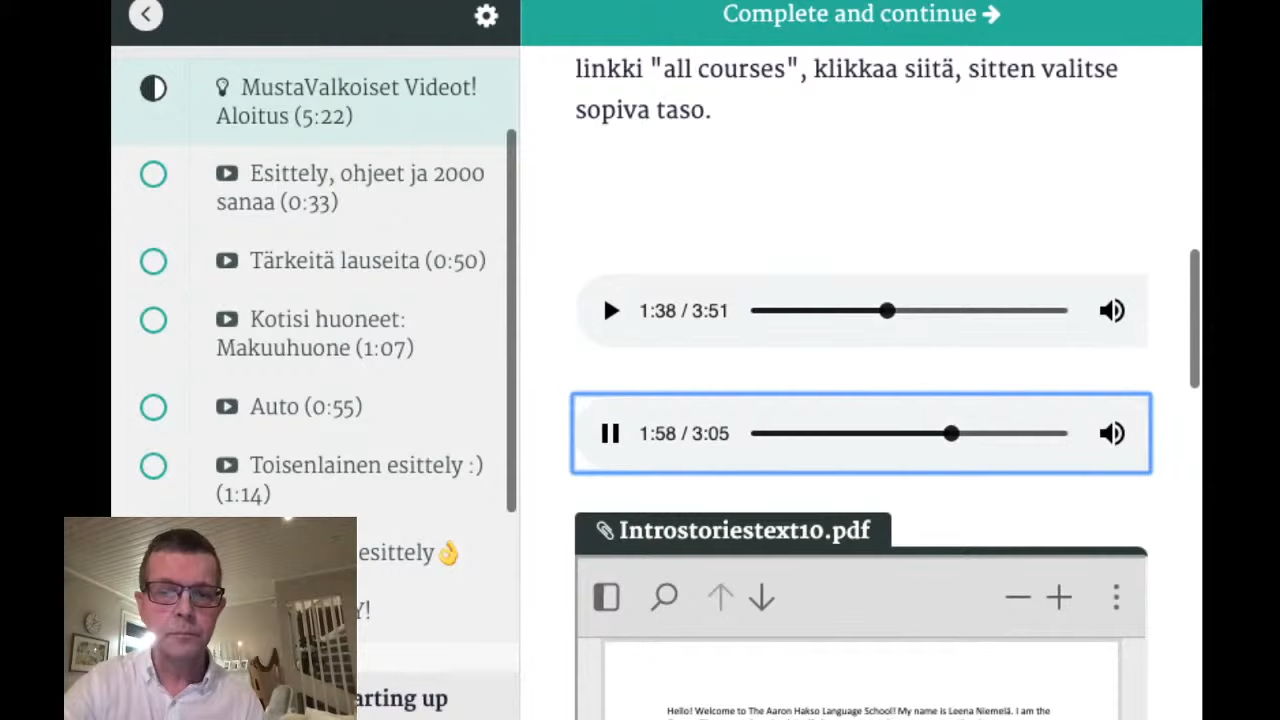 Complete and continue →
MustaValkoiset Videot!
Aloitus (5:22)
Esittely, ohjeet ja 2000
sanaa (0:33)
Tärkeitä lauseita (0:50)
Kotisi huoneet:
Makuuhuone (1:07)
Auto (0:55)
Toisenlainen esittely :)
(1:14)
esittely👌
Y!
arting up
linkki "all courses", klikkaa siitä, sitten valitse
sopiva taso.
1:38 / 3:51
1:58 / 3:05
Introstoriestext10.pdf
Hello! Welcome to The Aaron Hakso Language School! My name is Leena Niemelä. I am the